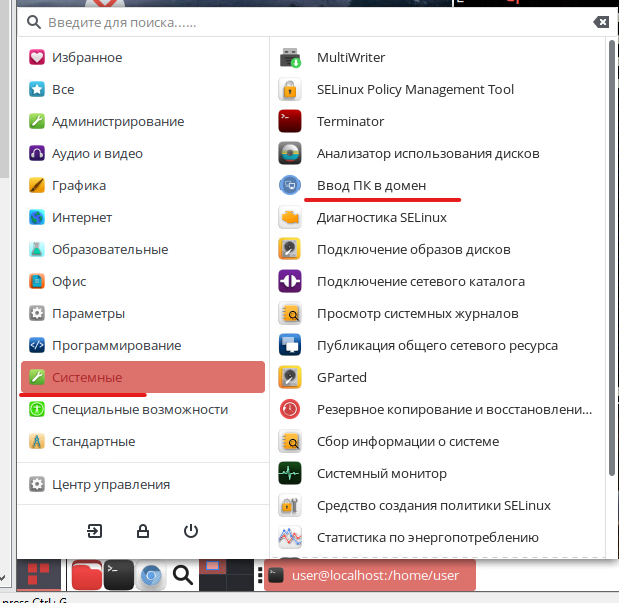 Введите для поиска......
Избранное
Все
Администрирование
Аудио и видео
Графика
Интернет
Образовательные
Офис
Параметры
Программирование
Системные
Специальные возможности
Стандартные
Центр управления
MultiWriter
SELinux Policy Management Tool
Terminator
Анализатор использования дисков
Ввод ПК в домен
Диагностика SELinux
Подключение образов дисков
Подключение сетевого каталога
Просмотр системных журналов
Публикация общего сетевого ресурса
GParted
Резервное копирование и восстановлени...
Сбор информации о системе
Системный монитор
Средство создания политики SELinux
Статистика по энергопотреблению
user@localhost:/home/user